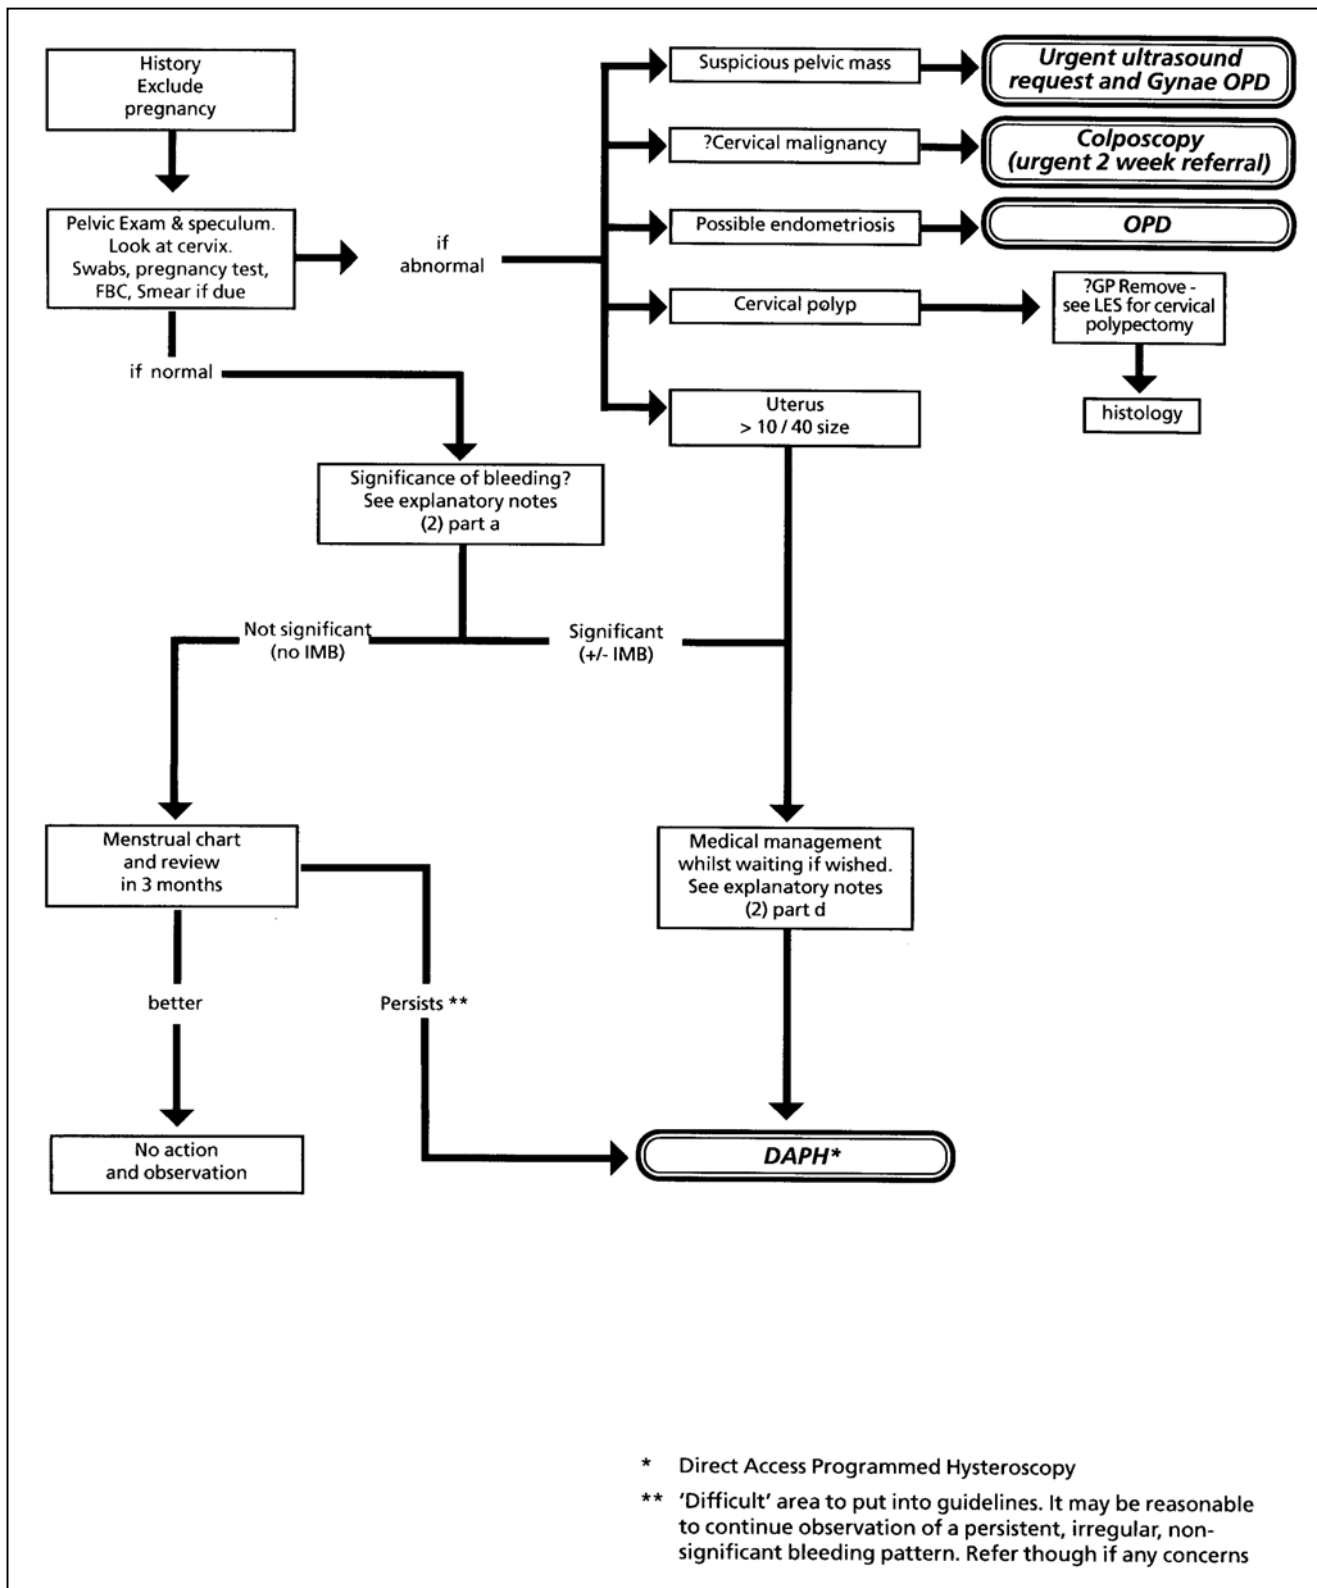 History
Exclude
pregnancy
Pelvic Exam & speculum.
Look at cervix.
Swabs, pregnancy test,
FBC, Smear if due
if
abnormal
Suspicious pelvic mass
Urgent ultrasound
request and Gynae OPD
?Cervical malignancy
Colposcopy
(urgent 2 week referral)
Possible endometriosis
OPD
Cervical polyp
?GP Remove -
see LES for cervical
polypectomy
histology
Uterus
> 10 / 40 size
if normal
Significance of bleeding?
See explanatory notes
(2) part a
Not significant
(no IMB)
Significant
(+/- IMB)
Menstrual chart
and review
in 3 months
Medical management
whilst waiting if wished.
See explanatory notes
(2) part d
better
Persists **
No action
and observation
DAPH*
* Direct Access Programmed Hysteroscopy
** 'Difficult' area to put into guidelines. It may be reasonable
to continue observation of a persistent, irregular, non-
significant bleeding pattern. Refer though if any concerns